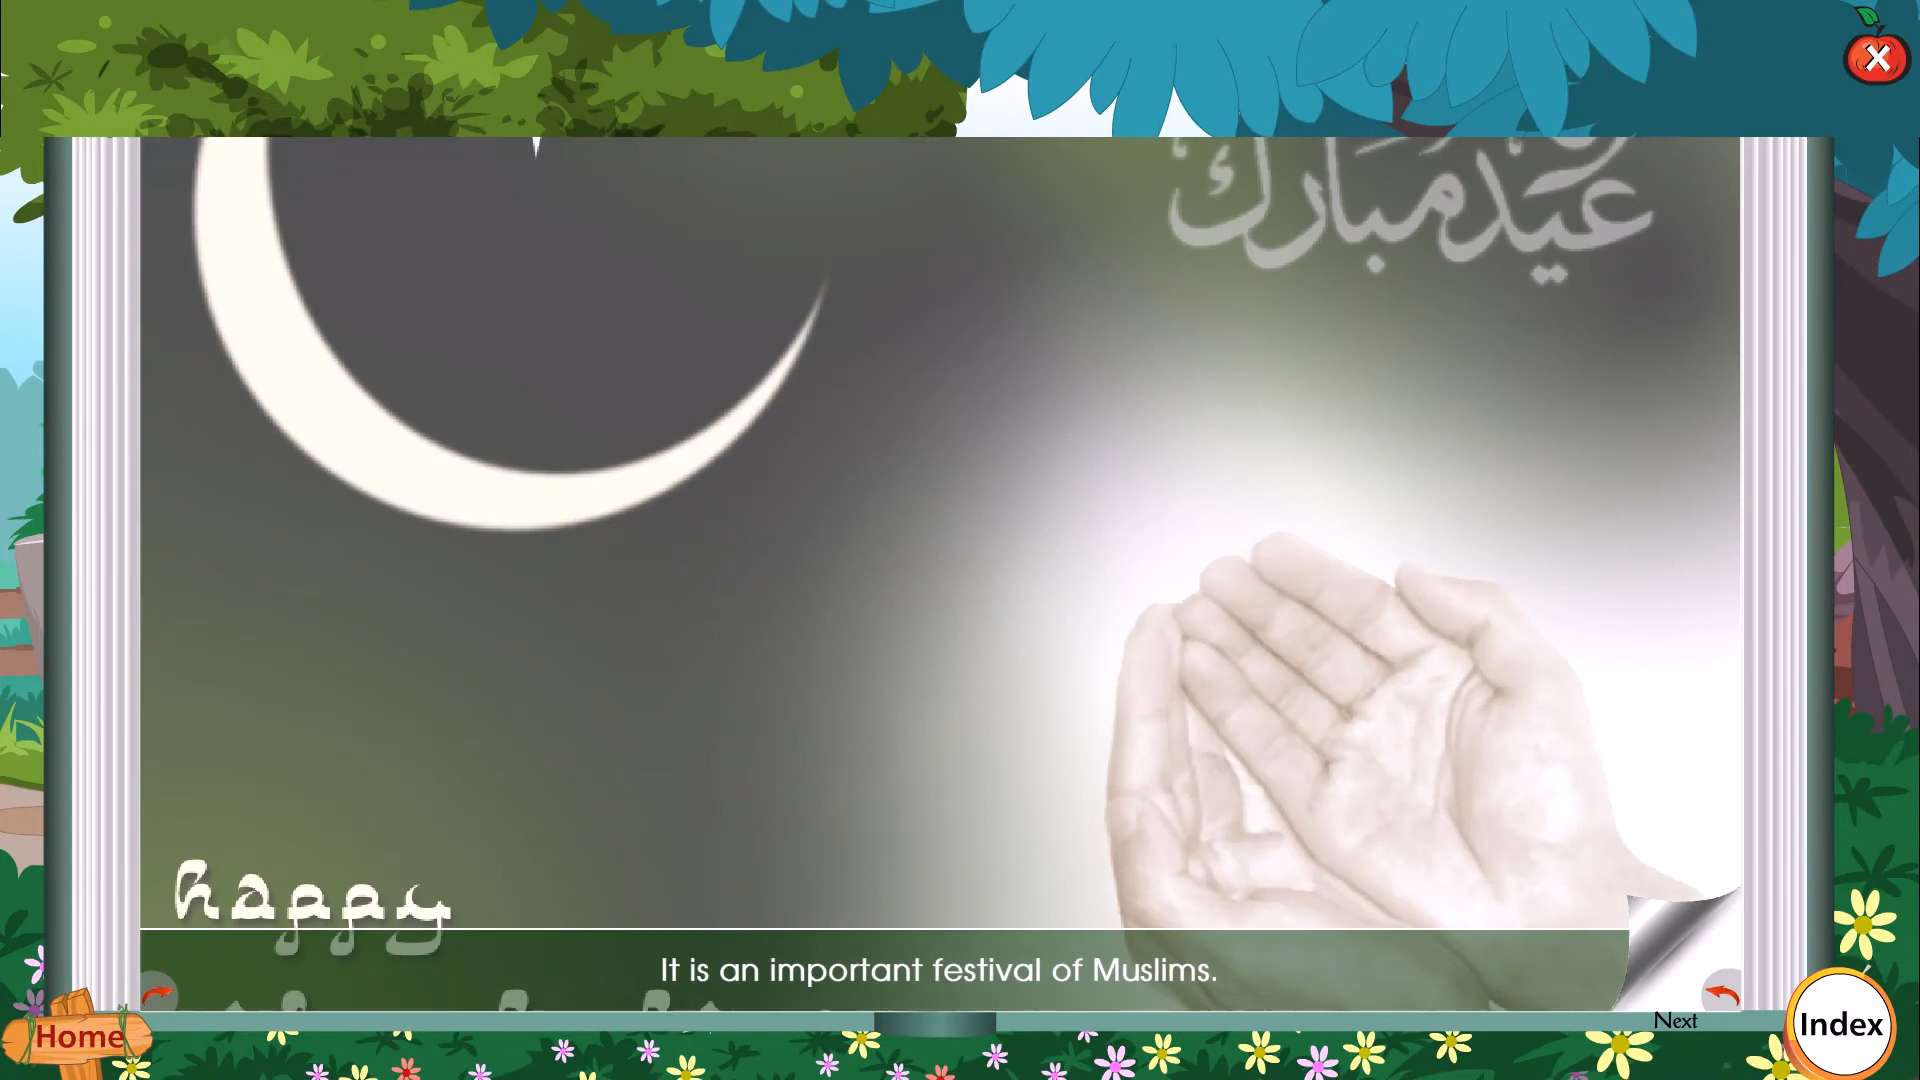 عيد مبارك
happy
It is an important festival of Muslims.
Home
Next
Index